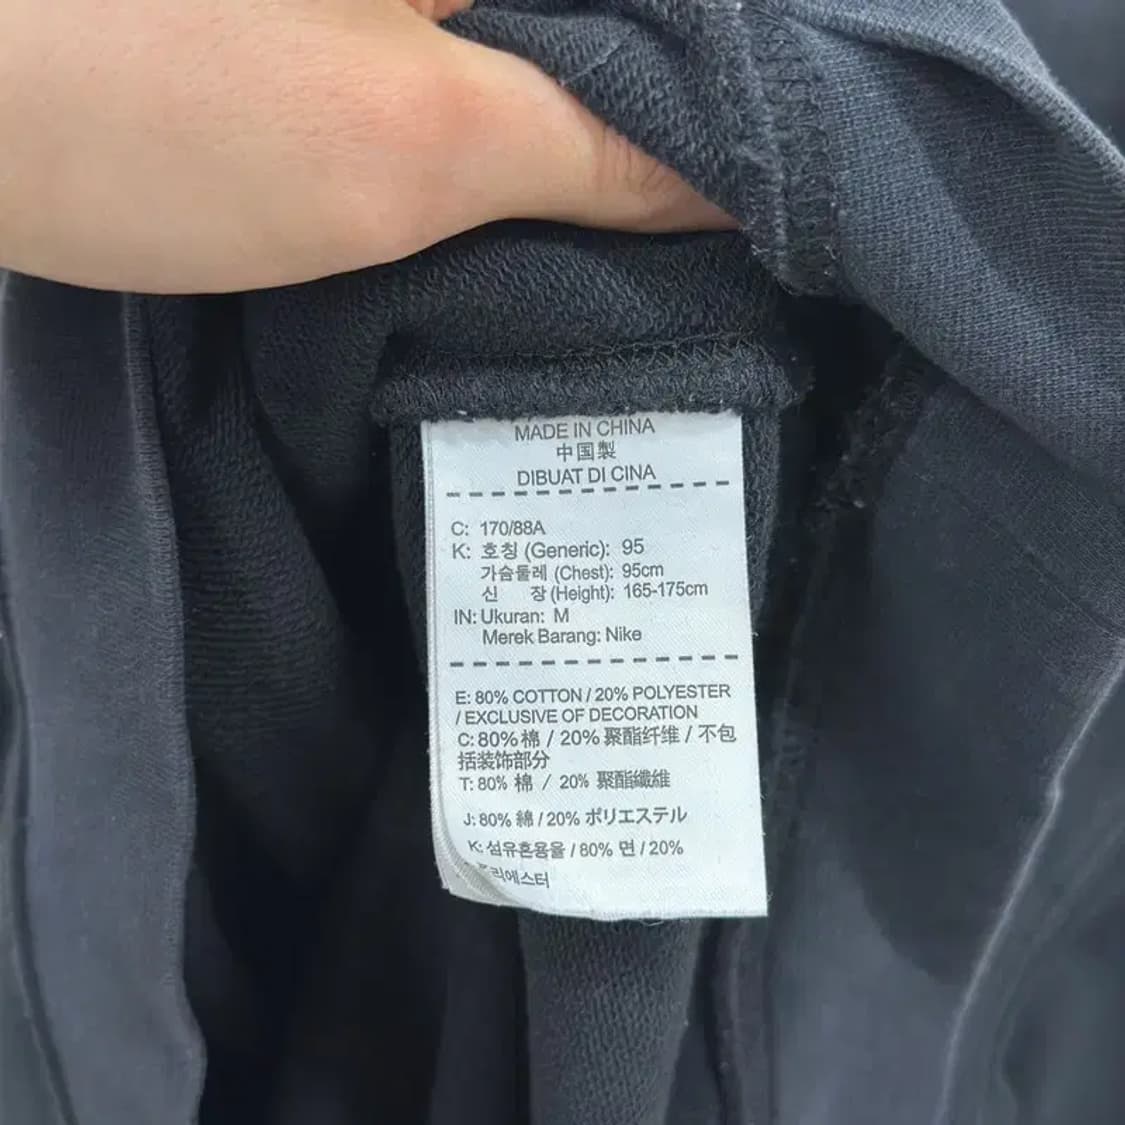 MADE IN CHINA
中国製
DIBUAT DI CINA
C: 170/88A
K: 호칭 (Generic): 95
가슴둘레 (Chest): 95cm
신 장 (Height): 165-175cm
IN: Ukuran: M
Merek Barang: Nike
E: 80% COTTON / 20% POLYESTER
/ EXCLUSIVE OF DECORATION
C: 80% 棉 / 20% 聚酯纤维 / 不包
括装饰部分
T: 80% 棉 / 20% 聚酯纖維
J: 80% 綿 / 20% ポリエステル
K: 섬유혼용율 / 80% 면 / 20%
리에스터